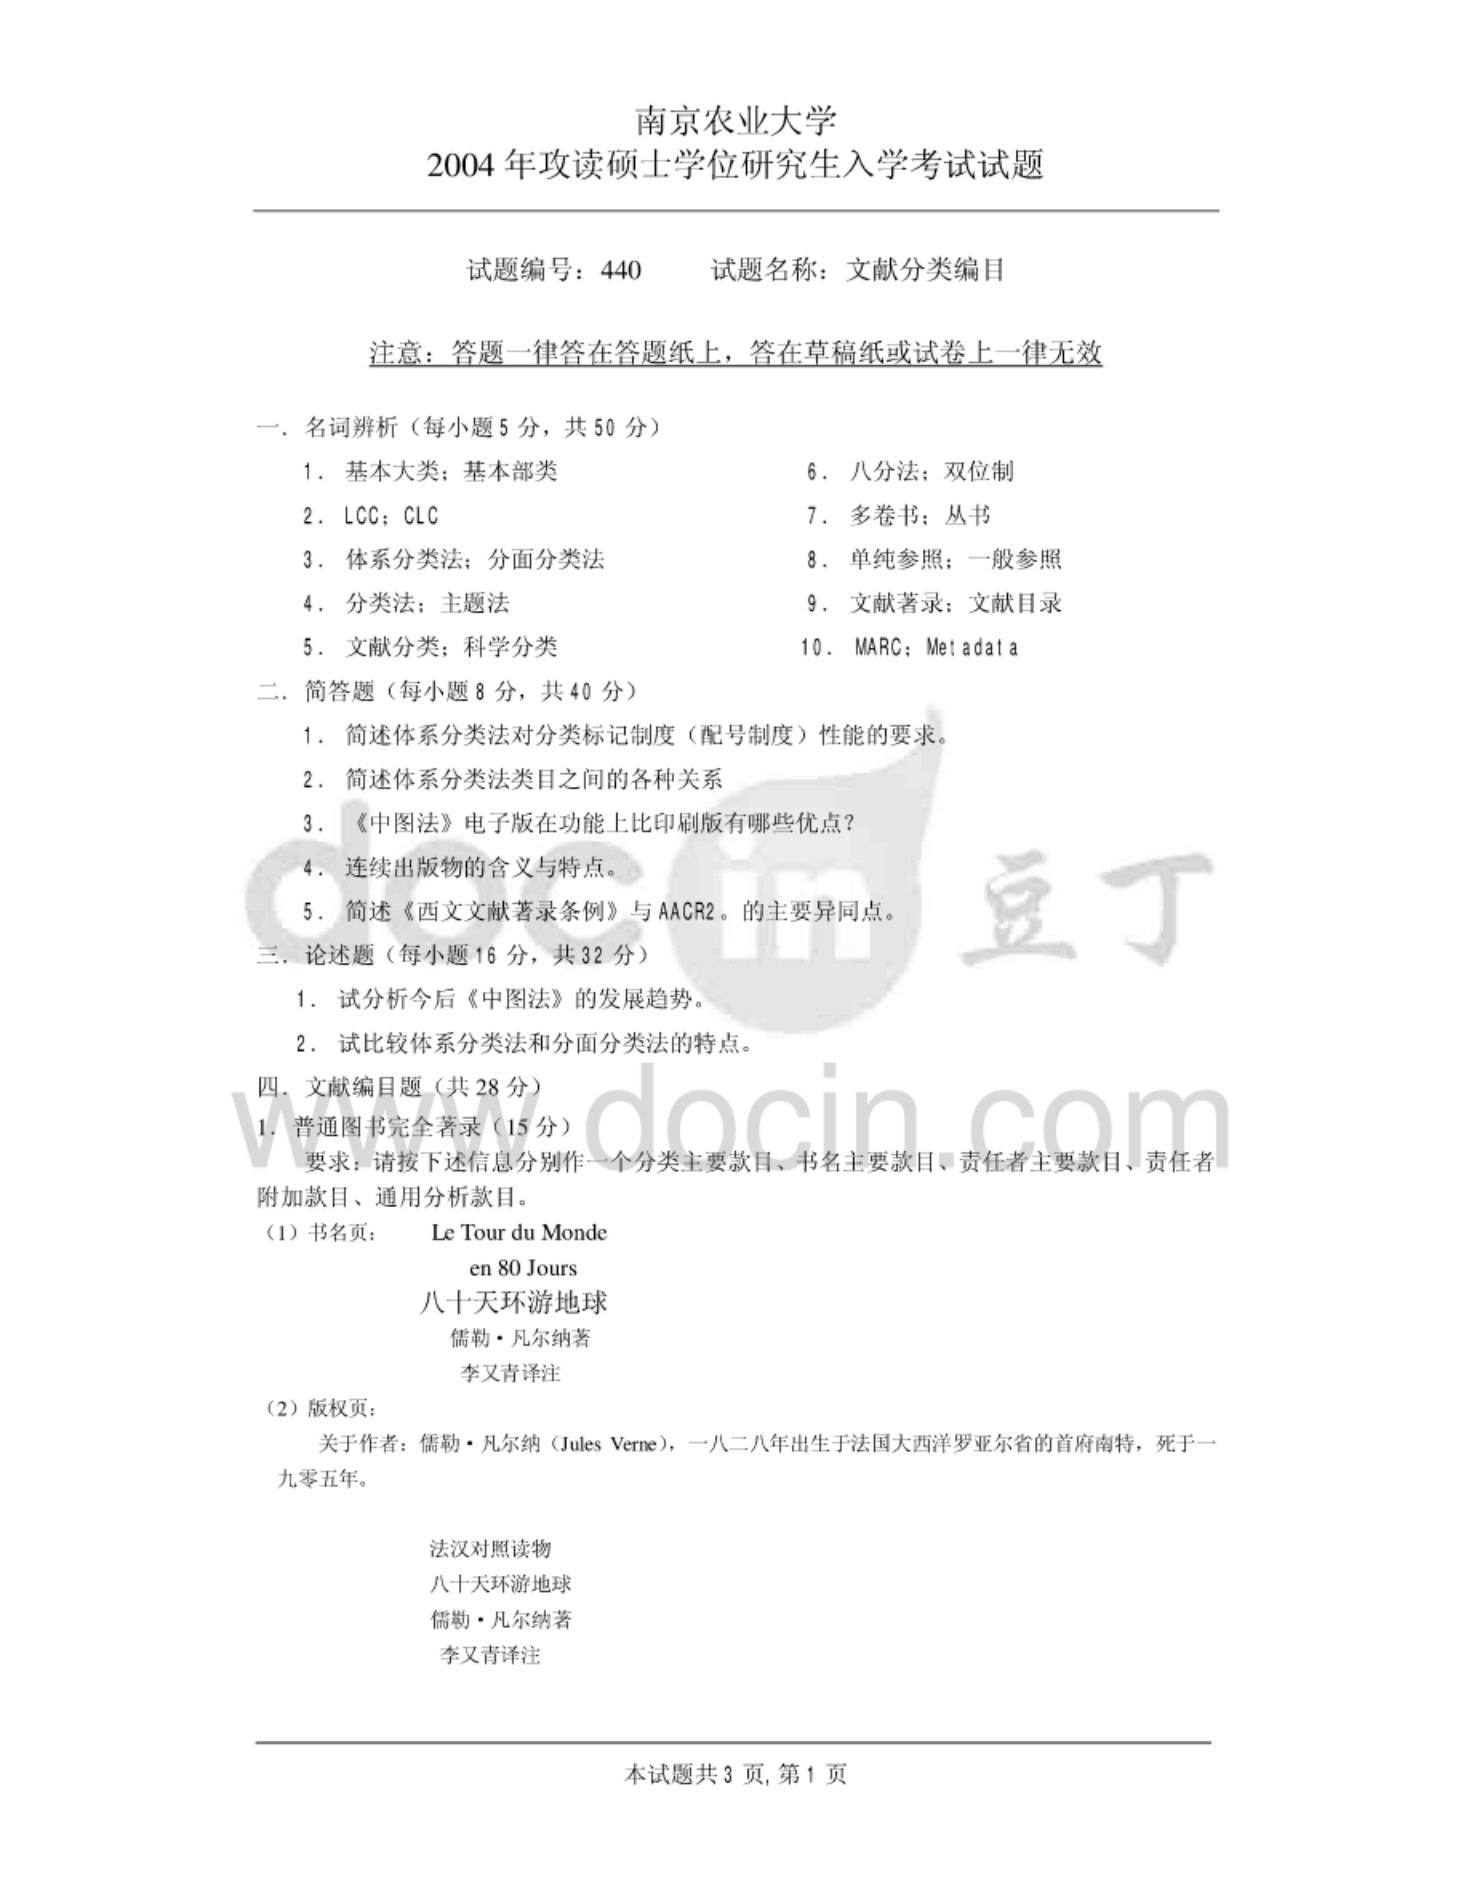 南京农业大学
2004 年攻读硕士学位研究生入学考试试题
试题编号：440 试题名称：文献分类编目
注意：答题一律答在答题纸上，答在草稿纸或试卷上一律无效
一．名词辨析（每小题 5 分，共 50 分）
1． 基本大类；基本部类 6． 八分法；双位制
2． LCC；CLC 7． 多卷书；丛书
3． 体系分类法；分面分类法 8． 单纯参照；一般参照
4． 分类法；主题法 9． 文献著录；文献目录
5． 文献分类；科学分类 10． MARC；Metadata
二．简答题（每小题 8 分，共 40 分）
1． 简述体系分类法对分类标记制度（配号制度）性能的要求。
2． 简述体系分类法类目之间的各种关系
3． 《中图法》电子版在功能上比印刷版有哪些优点？
4． 连续出版物的含义与特点。
5． 简述《西文文献著录条例》与 AACR2。的主要异同点。
三．论述题（每小题 16 分，共 32 分）
1． 试分析今后《中图法》的发展趋势。
2． 试比较体系分类法和分面分类法的特点。
四．文献编目题（共 28 分）
1．普通图书完全著录（15 分）
要求：请按下述信息分别作一个分类主要款目、书名主要款目、责任者主要款目、责任者
附加款目、通用分析款目。
（1）书名页： Le Tour du Monde
en 80 Jours
八十天环游地球
儒勒·凡尔纳著
李又青译注
（2）版权页：
关于作者：儒勒·凡尔纳（Jules Verne），一八二八年出生于法国大西洋罗亚尔省的首府南特，死于一
九零五年。
法汉对照读物
八十天环游地球
儒勒·凡尔纳著
李又青译注
本试题共 3 页, 第 1 页
docin 豆丁
www.docin.com